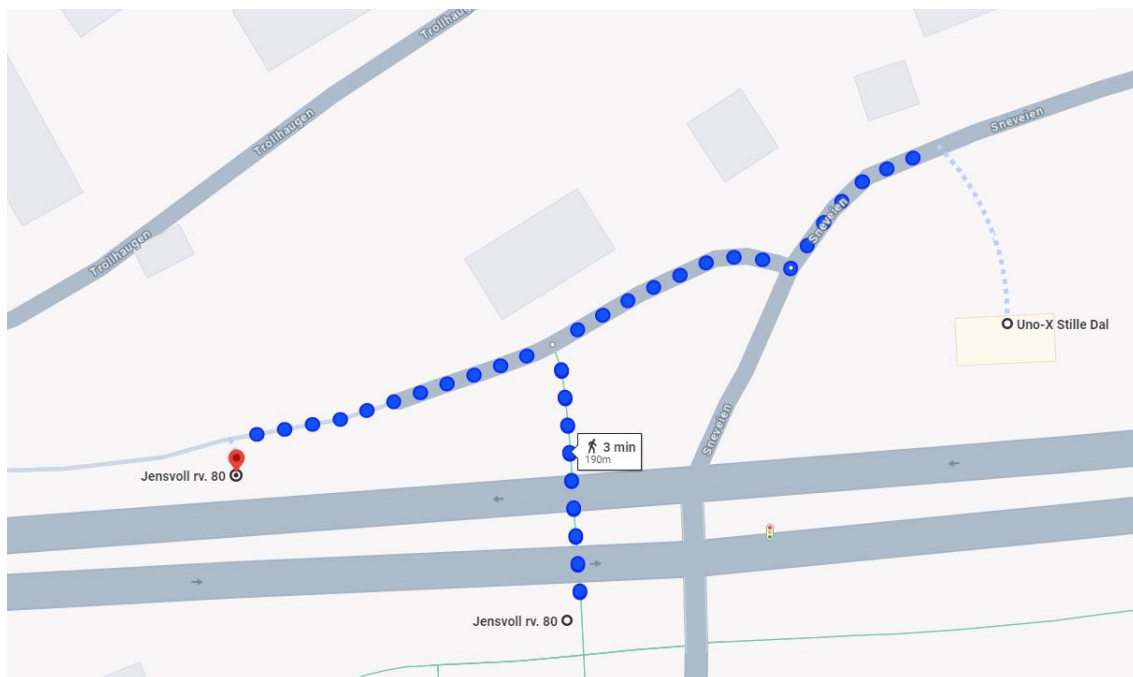 Trollhaugen
Trollhaugen
Sneveien
Trollhaugen
Sneveien
Uno-X Stille Dal
Sneveien
3 min
190m
Jensvoll rv. 80
Jensvoll rv. 80